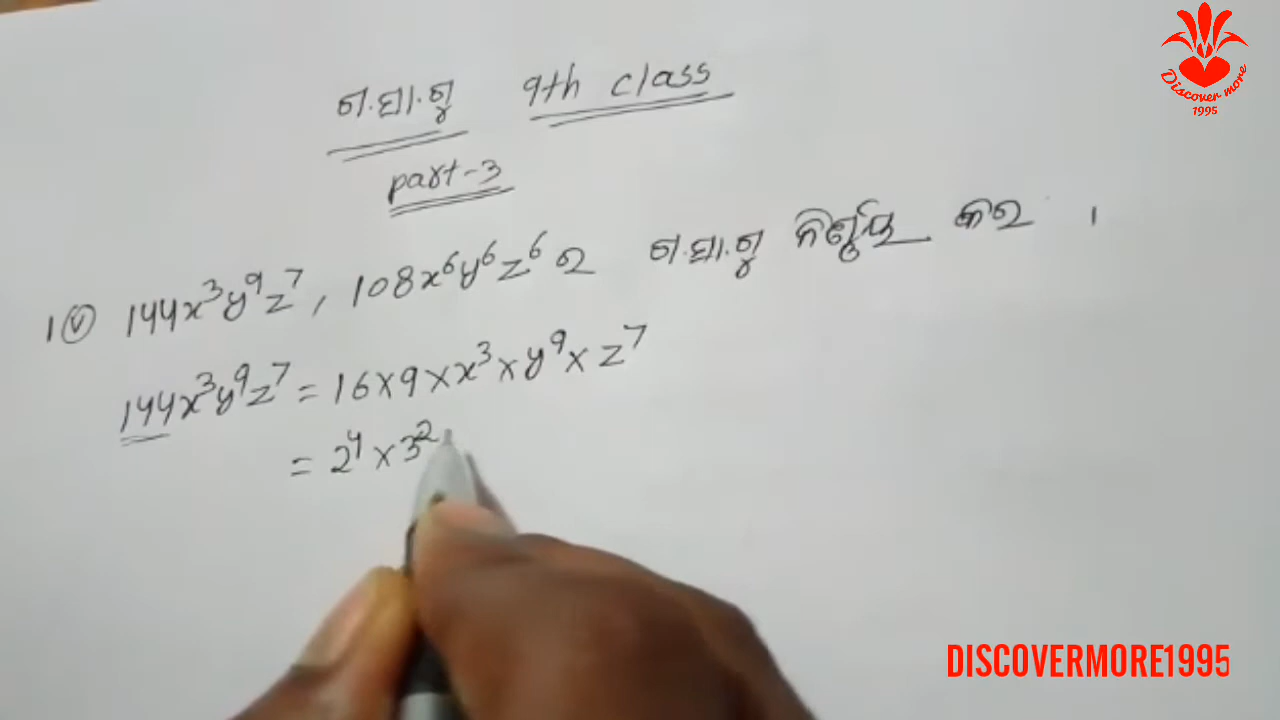 ଗ.ସା.ଗୁ 9th class
part-3
1 (v) 144x³y⁹z⁷, 108x⁶y⁶z⁶ ର ଗ.ସା.ଗୁ ନିର୍ଣ୍ଣୟ କର ।
144x³y⁹z⁷ = 16×9×x³×y⁹×z⁷
= 2⁴×3²
Discover more
1995
DISCOVERMORE1995